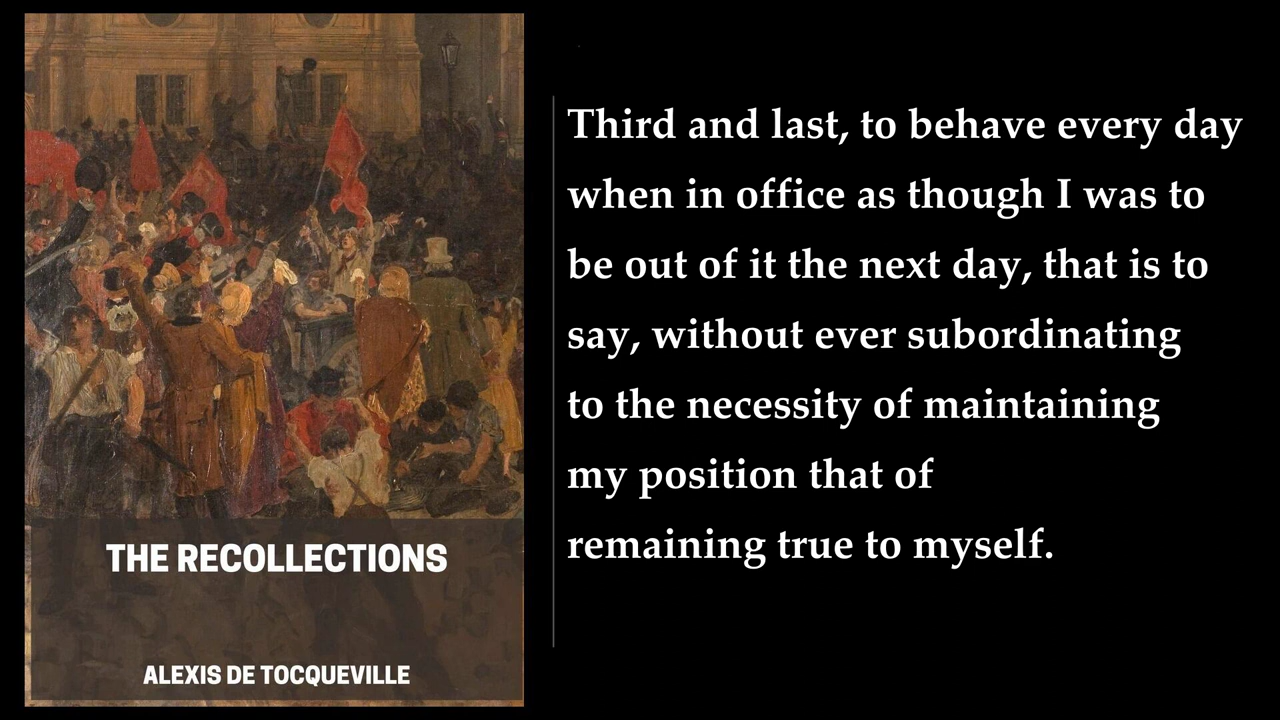 THE RECOLLECTIONS
ALEXIS DE TOCQUEVILLE
Third and last, to behave every day
when in office as though I was to
be out of it the next day, that is to
say, without ever subordinating
to the necessity of maintaining
my position that of
remaining true to myself.